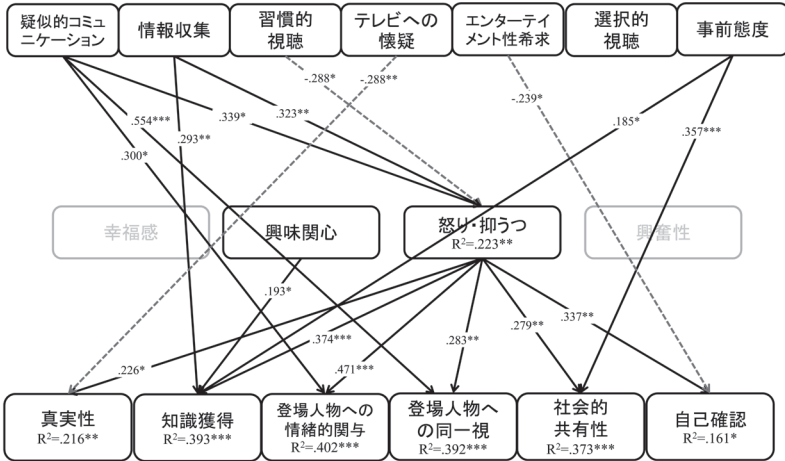 疑似的コミュ
ニケーション
情報収集
習慣的
視聴
テレビへの
懐疑
エンターテイ
メント性希求
選択的
視聴
事前態度
-.288*
-.288**
-.239*
.554***
.339*
.323**
.185*
.293**
.357***
.300*
幸福感
興味関心
怒り・抑うつ
R²=.223**
興奮性
.193*
.374***
.283**
.279**
.337**
.226*
.471***
真実性
R²=.216**
知識獲得
R²=.393***
登場人物への
情緒的関与
R²=.402***
登場人物へ
の同一視
R²=.392***
社会的
共有性
R²=.373***
自己確認
R²=.161*